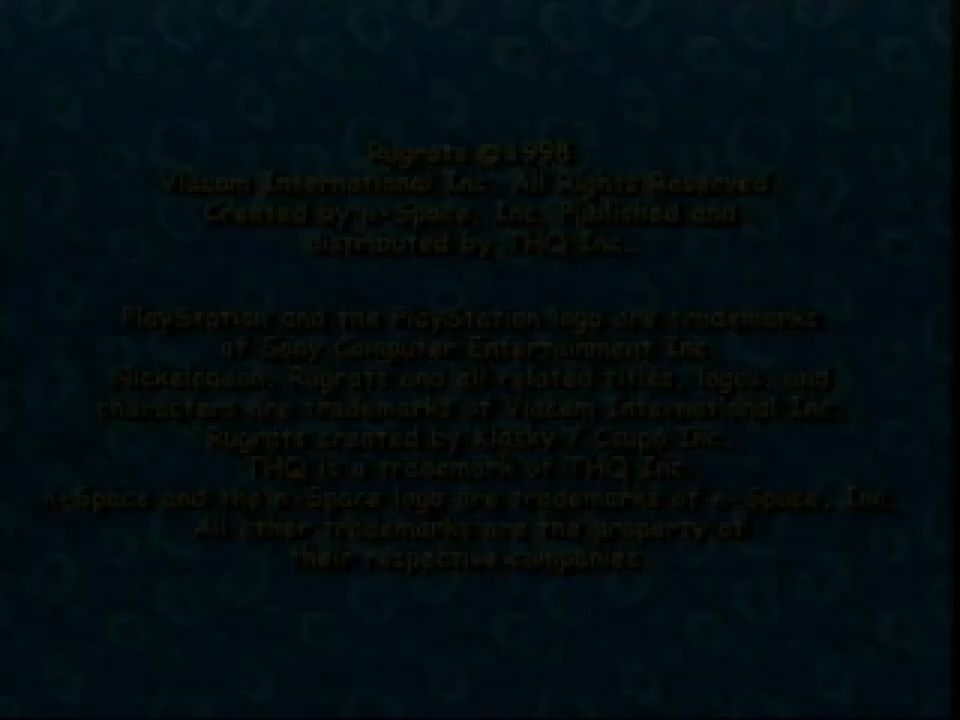 Rugrats © 1998
Viacom International Inc. All Rights Reserved.
Created by n-Space, Inc. Published and
distributed by THQ Inc.
PlayStation and the PlayStation logo are trademarks
of Sony Computer Entertainment Inc.
Nickelodeon, Rugrats and all related titles, logos, and
characters are trademarks of Viacom International Inc.
Rugrats created by Klasky / Csupo Inc.
THQ is a trademark of THQ Inc.
n-Space and the n-Space logo are trademarks of n-Space, Inc.
All other trademarks are the property of
their respective companies.